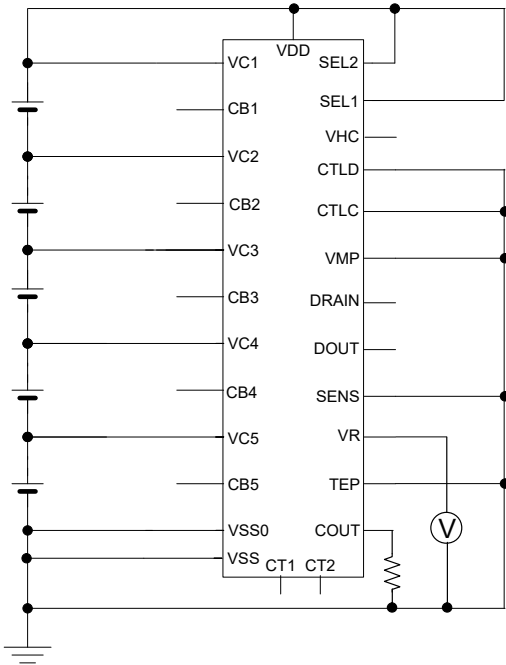 VDD
VC1 SEL2
SEL1
CB1
VHC
VC2
CTLD
CB2
CTLC
VC3
VMP
CB3
DRAIN
VC4
DOUT
CB4
SENS
VC5
VR
CB5
TEP
VSS0
COUT
V
VSS
CT1 CT2